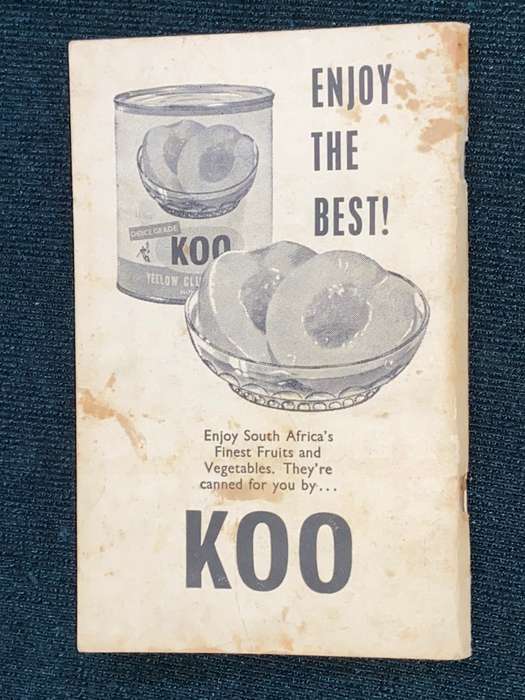 ENJOY
THE
BEST!
CHOICE GRADE
KOO
YELLOW
Enjoy South Africa's
Finest Fruits and
Vegetables. They're
canned for you by...
KOO